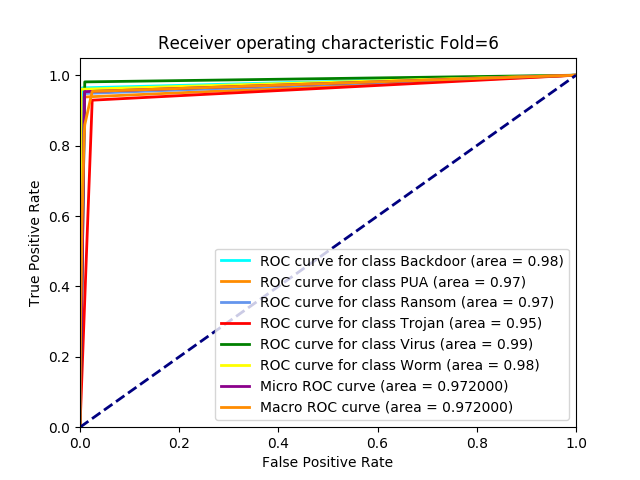 Receiver operating characteristic Fold=6
1.0
0.8
0.6
0.4
0.2
0.0
True Positive Rate
ROC curve for class Backdoor (area = 0.98)
ROC curve for class PUA (area = 0.97)
ROC curve for class Ransom (area = 0.97)
ROC curve for class Trojan (area = 0.95)
ROC curve for class Virus (area = 0.99)
ROC curve for class Worm (area = 0.98)
Micro ROC curve (area = 0.972000)
Macro ROC curve (area = 0.972000)
0.0 0.2 0.4 0.6 0.8 1.0
False Positive Rate